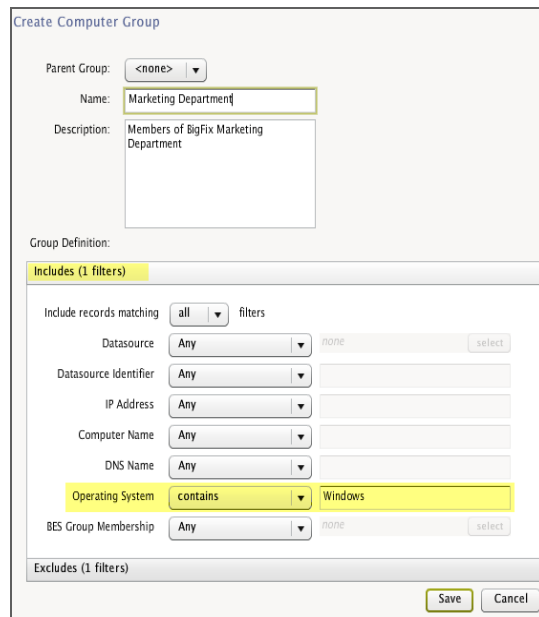 Create Computer Group
Parent Group: <none>
Name: Marketing Department
Description: Members of BigFix Marketing
Department
Group Definition:
Includes (1 filters)
Include records matching all filters
Datasource Any none select
Datasource Identifier Any
IP Address Any
Computer Name Any
DNS Name Any
Operating System contains Windows
BES Group Membership Any none select
Excludes (1 filters)
Save Cancel